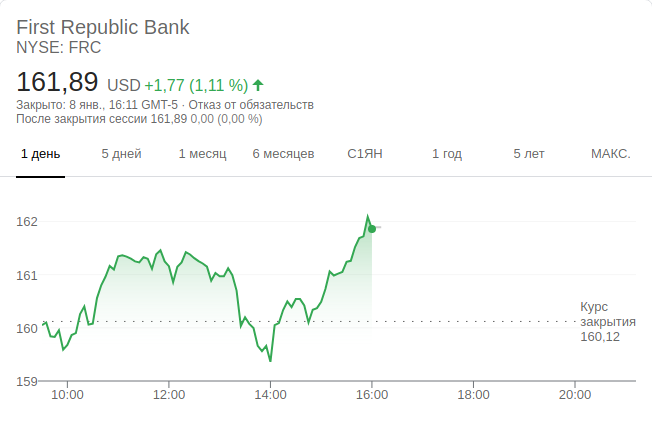 First Republic Bank
NYSE: FRC
161,89 USD +1,77 (1,11 %)
Закрыто: 8 янв., 16:11 GMT-5 · Отказ от обязательств
После закрытия сессии 161,89 0,00 (0,00 %)
1 день 5 дней 1 месяц 6 месяцев С1ЯН 1 год 5 лет МАКС.
162
161
160
159
Курс
закрытия
160,12
10:00 12:00 14:00 16:00 18:00 20:00